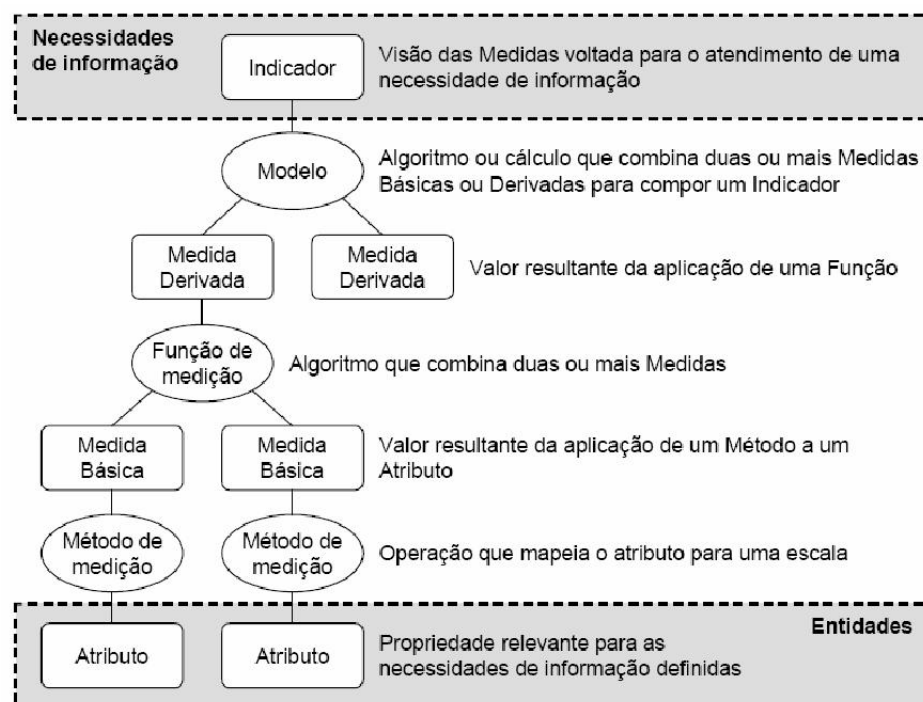 Necessidades
de informação
Indicador
Visão das Medidas voltada para o atendimento de uma
necessidade de informação
Modelo
Algoritmo ou cálculo que combina duas ou mais Medidas
Básicas ou Derivadas para compor um Indicador
Medida
Derivada
Medida
Derivada
Valor resultante da aplicação de uma Função
Função de
medição
Algoritmo que combina duas ou mais Medidas
Medida
Básica
Medida
Básica
Valor resultante da aplicação de um Método a um
Atributo
Método de
medição
Método de
medição
Operação que mapeia o atributo para uma escala
Entidades
Atributo
Atributo
Propriedade relevante para as
necessidades de informação definidas